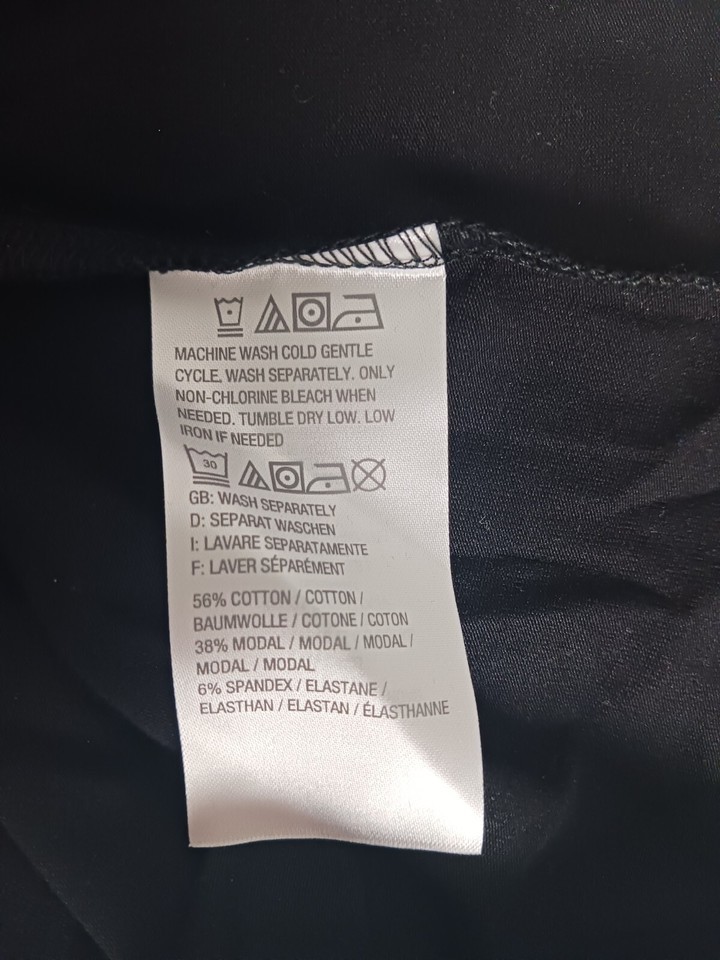 MACHINE WASH COLD GENTLE
CYCLE. WASH SEPARATELY. ONLY
NON-CHLORINE BLEACH WHEN
NEEDED. TUMBLE DRY LOW. LOW
IRON IF NEEDED
30
GB: WASH SEPARATELY
D: SEPARAT WASCHEN
I: LAVARE SEPARATAMENTE
F: LAVER SÉPARÉMENT
56% COTTON / COTTON /
BAUMWOLLE / COTONE / COTON
38% MODAL / MODAL / MODAL /
MODAL / MODAL
6% SPANDEX / ELASTANE /
ELASTHAN / ELASTAN / ÉLASTHANNE